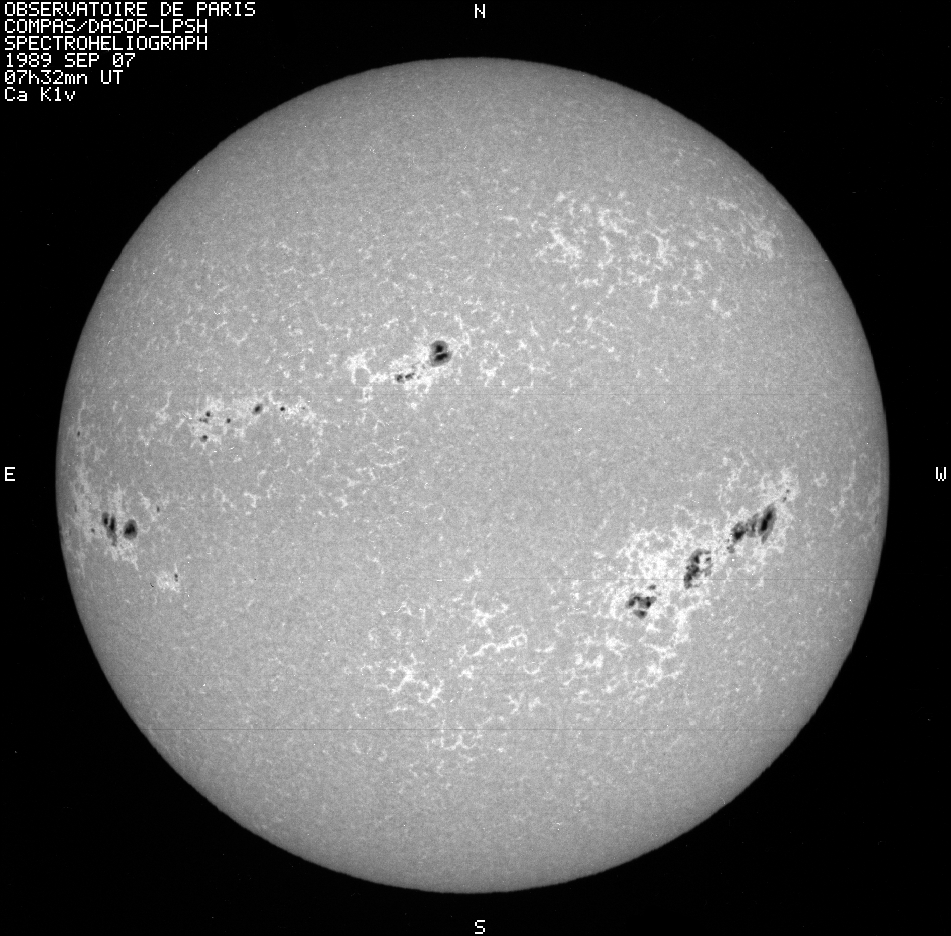 OBSERVATOIRE DE PARIS
COMPAS/DASOP-LPSH
SPECTROHELIOGRAPH
1989 SEP 07
07h32mn UT
Ca K1v
N
E
W
S